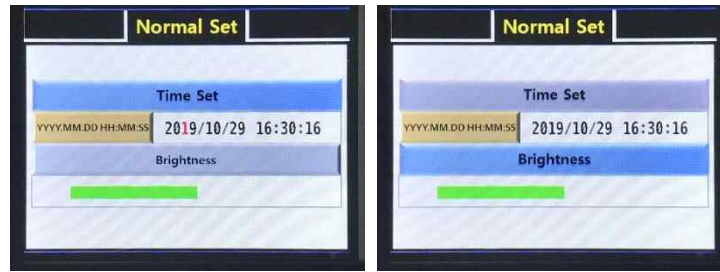 Normal Set
Time Set
YYYY.MM.DD HH:MM:SS 2019/10/29 16:30:16
Brightness
Normal Set
Time Set
YYYY.MM.DD HH:MM:SS 2019/10/29 16:30:16
Brightness